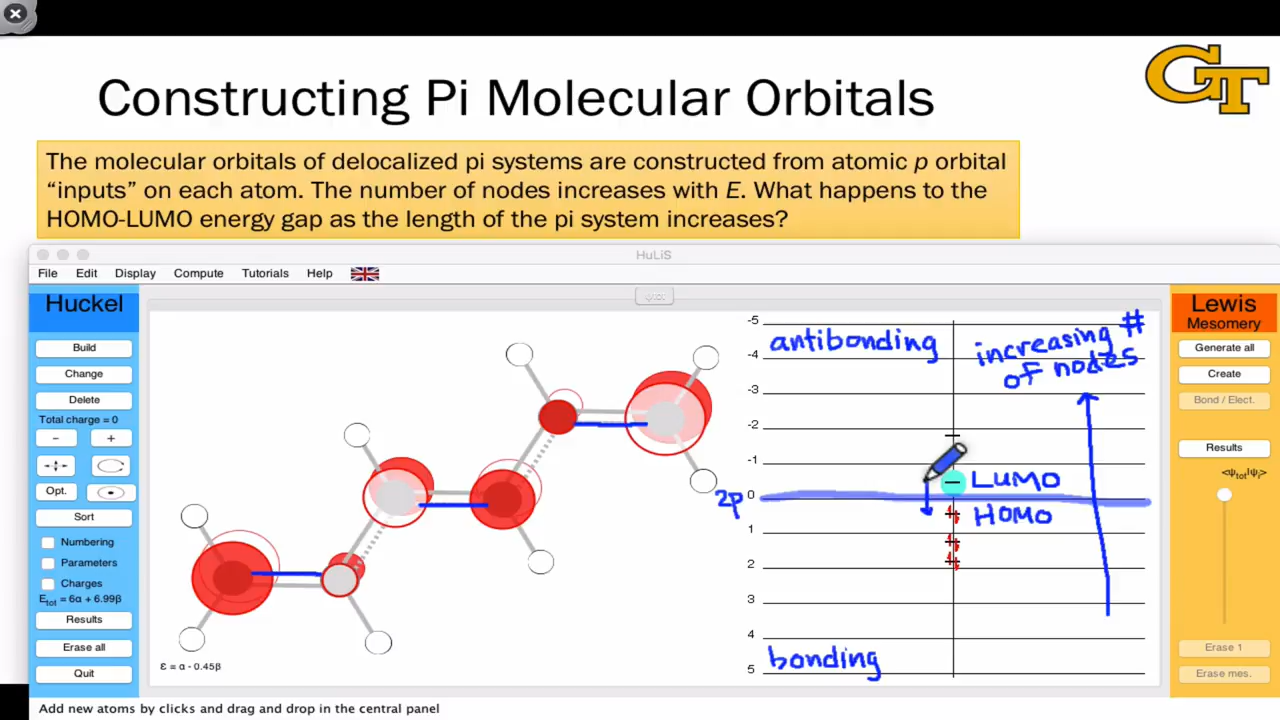 Constructing Pi Molecular Orbitals
GT
The molecular orbitals of delocalized pi systems are constructed from atomic p orbital
“inputs” on each atom. The number of nodes increases with E. What happens to the
HOMO-LUMO energy gap as the length of the pi system increases?
HuLiS
File Edit Display Compute Tutorials Help
Huckel
Build
Change
Delete
Total charge = 0
- +
Opt.
Sort
Numbering
Parameters
Charges
Etot = 6α + 6.99β
Results
Erase all
Quit
ε = α - 0.45β
-5
-4
-3
-2
-1
2p 0
1
2
3
4
5
antibonding
increasing #
of nodes
LUMO
HOMO
bonding
Lewis
Mesomery
Generate all
Create
Bond / Elect.
Results
<Ψtot|Ψi>
Erase 1
Erase mes.
Add new atoms by clicks and drag and drop in the central panel